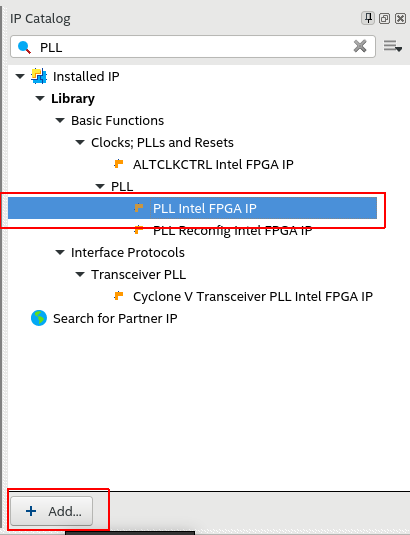 IP Catalog
PLL
Installed IP
Library
Basic Functions
Clocks; PLLs and Resets
ALTCLKCTRL Intel FPGA IP
PLL
PLL Intel FPGA IP
PLL Reconfig Intel FPGA IP
Interface Protocols
Transceiver PLL
Cyclone V Transceiver PLL Intel FPGA IP
Search for Partner IP
+ Add...